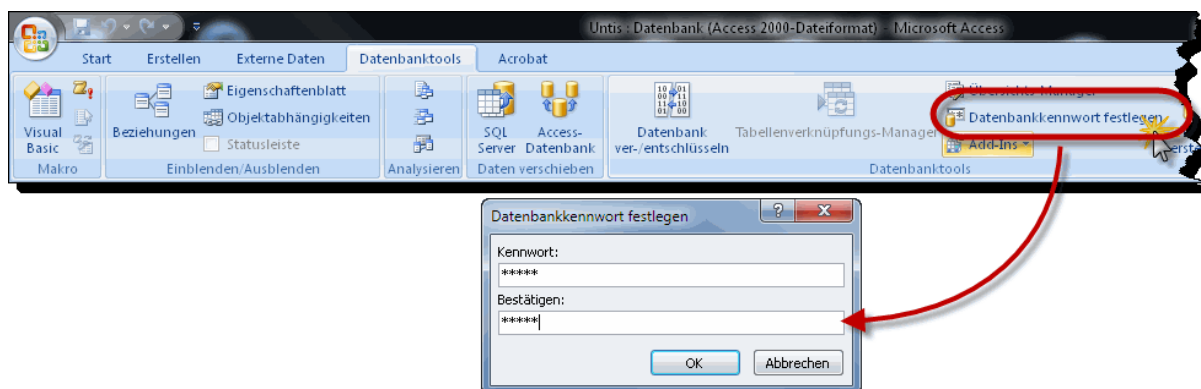 Untis : Datenbank (Access 2000-Dateiformat) - Microsoft Access
Start Erstellen Externe Daten Datenbanktools Acrobat
Visual Basic
Makro
Beziehungen
Eigenschaftenblatt
Objektabhängigkeiten
Statusleiste
Einblenden/Ausblenden
Analysieren
SQL Server
Access-Datenbank
Daten verschieben
Datenbank ver-/entschlüsseln
Tabellenverknüpfungs-Manager
Übersichts-Manager
Datenbankkennwort festlegen
Add-Ins
Datenbanktools
Datenbankkennwort festlegen
Kennwort:
*****
Bestätigen:
*****
OK Abbrechen